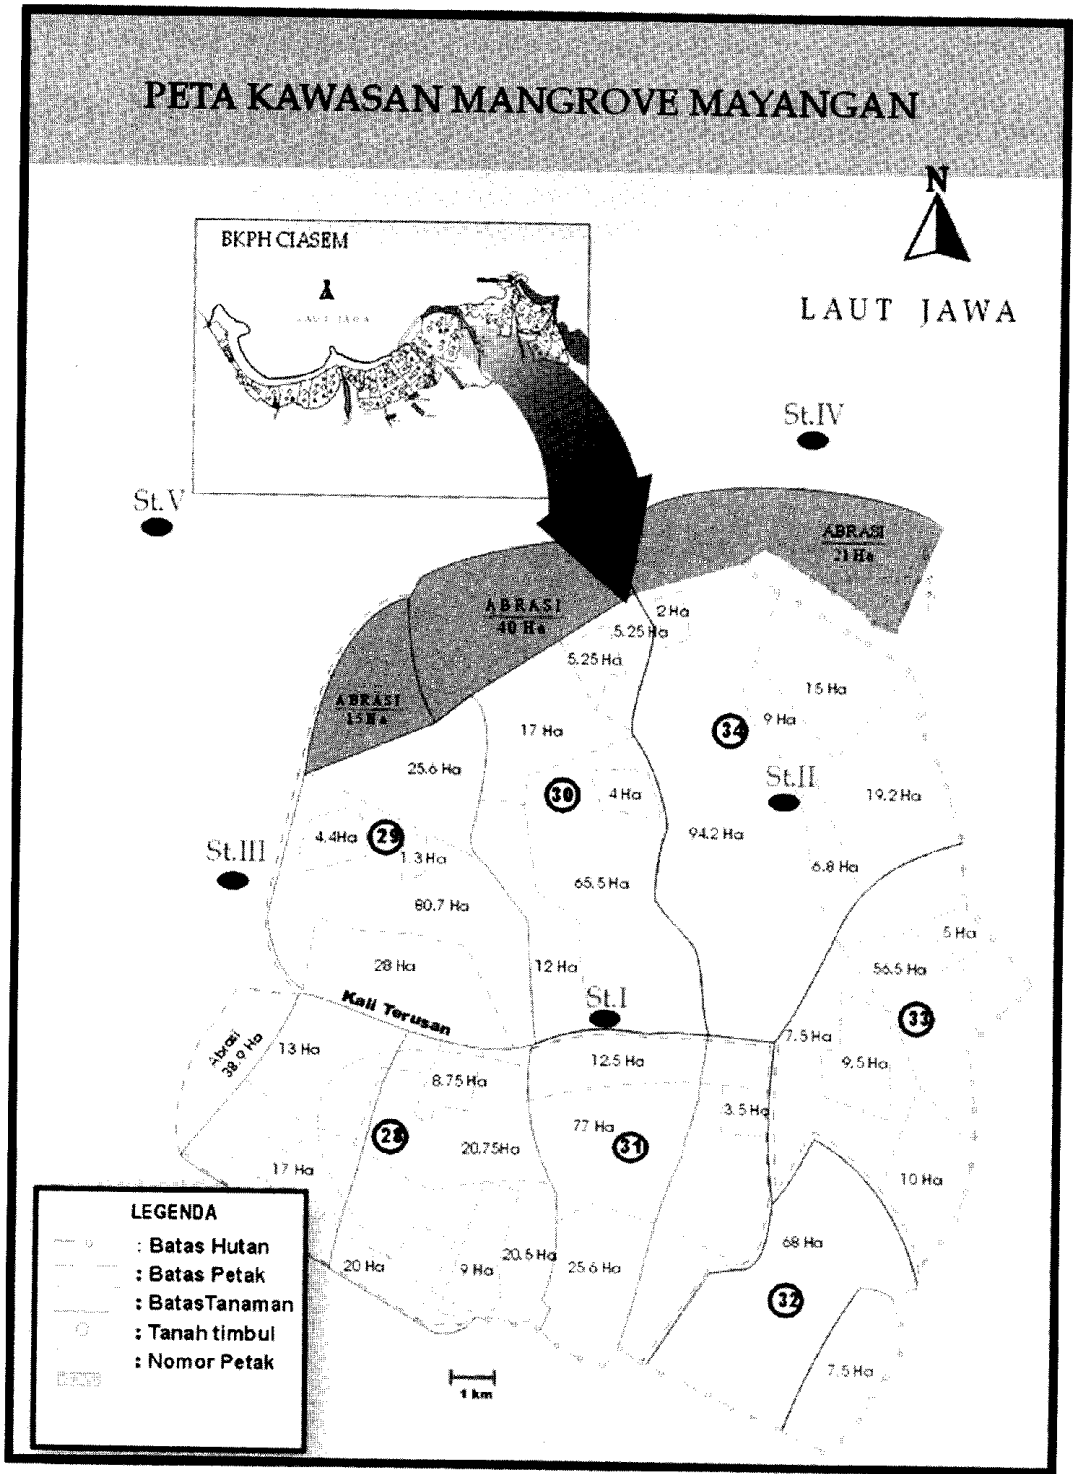 PETA KAWASAN MANGROVE MAYANGAN
N
BKPH CIASEM
LAUT JAWA
LAUT JAWA
St.IV
St.V
ABRASI
21 Ha
ABRASI
40 Ha
2 Ha
5.25 Ha
5.25 Ha
ABRASI
15 Ha
15 Ha
9 Ha
34
17 Ha
25.6 Ha
St.II
30
4 Ha
19.2 Ha
4.4Ha
29
94.2 Ha
St.III
1.3 Ha
6.8 Ha
65.5 Ha
80.7 Ha
5 Ha
28 Ha
12 Ha
56.5 Ha
St.I
Kali Terusan
33
Abrasi
38.9 Ha
13 Ha
12.5 Ha
7.5 Ha
9.5 Ha
8.75 Ha
3.5 Ha
77 Ha
28
20.75Ha
31
17 Ha
10 Ha
68 Ha
20 Ha
9 Ha
20.5 Ha
25.6 Ha
32
7.5 Ha
1 km
LEGENDA
: Batas Hutan
: Batas Petak
: BatasTanaman
: Tanah timbul
: Nomor Petak